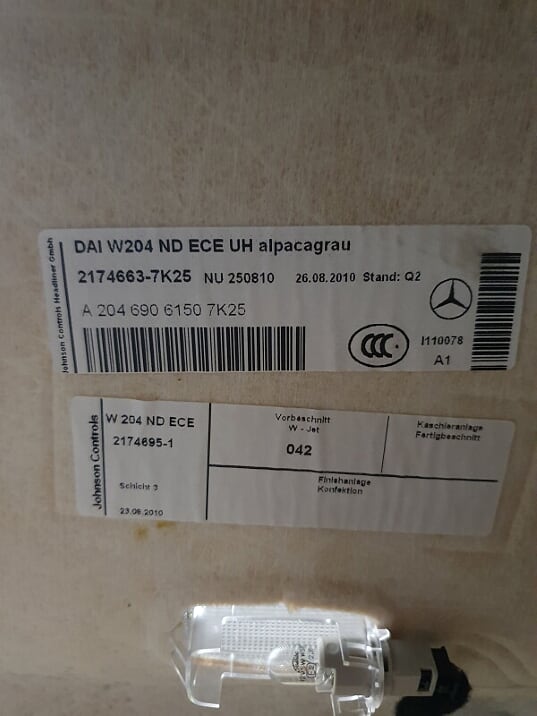 Johnson Controls Headliner Gmbh
DAI W204 ND ECE UH alpacagrau
2174663-7K25 NU 250810 26.08.2010 Stand: Q2
A 204 690 6150 7K25
CCC
I110078
A1
Johnson Controls
W 204 ND ECE
2174695-1
Schicht 3
23.08.2010
Vorbeschnitt
W - Jet
042
Kaschieranlage
Fertigbeschnitt
Finishanlage
Konfektion